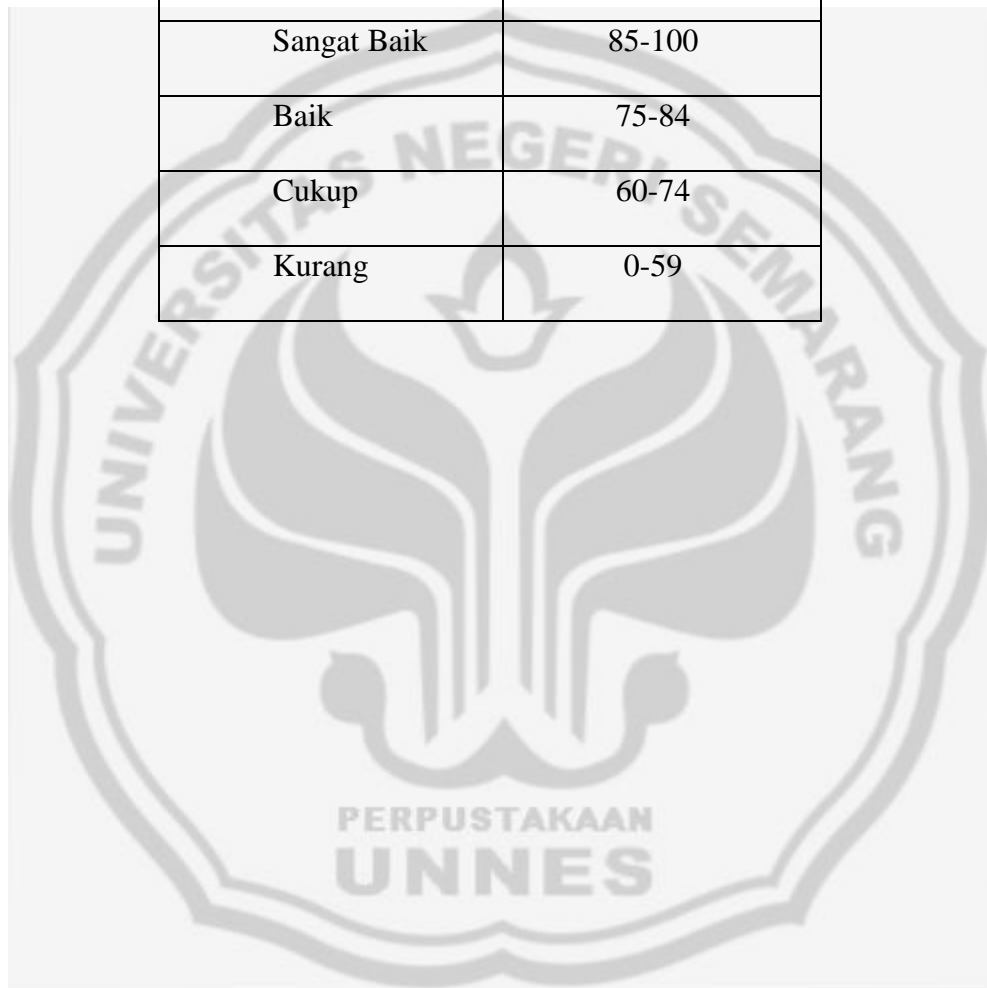 Sangat Baik 85-100
Baik 75-84
Cukup 60-74
Kurang 0-59
UNIVERSITAS NEGERI SEMARANG
PERPUSTAKAAN
UNNES